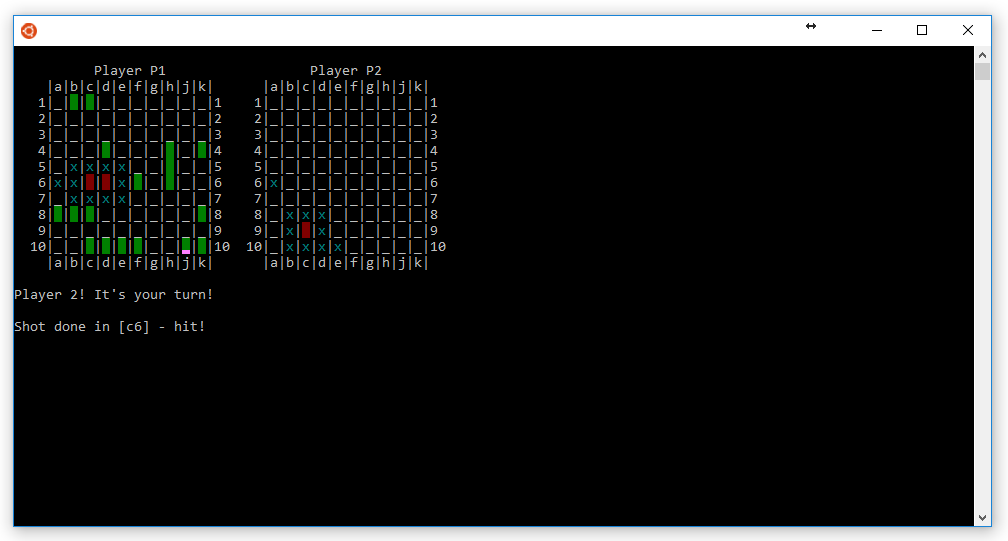 Player P1 Player P2
|a|b|c|d|e|f|g|h|j|k| |a|b|c|d|e|f|g|h|j|k|
1|_| | |_|_|_|_|_|_|_|1 1|_|_|_|_|_|_|_|_|_|_|1
2|_|_|_|_|_|_|_|_|_|_|2 2|_|_|_|_|_|_|_|_|_|_|2
3|_|_|_|_|_|_|_|_|_|_|3 3|_|_|_|_|_|_|_|_|_|_|3
4|_|_|_| |_|_|_| |_| |4 4|_|_|_|_|_|_|_|_|_|_|4
5|_|x|x|x|x|_|_| |_|_|5 5|_|_|_|_|_|_|_|_|_|_|5
6|x|x| | |x| |_| |_|_|6 6|x|_|_|_|_|_|_|_|_|_|6
7|_|x|x|x|x|_|_|_|_|_|7 7|_|_|_|_|_|_|_|_|_|_|7
8| | | |_|_|_|_|_|_| |8 8|_|x|x|x|_|_|_|_|_|_|8
9|_|_|_|_|_|_|_|_|_|_|9 9|_|x| |x|_|_|_|_|_|_|9
10|_|_| | | | |_|_| | |10 10|_|x|x|x|x|_|_|_|_|_|10
|a|b|c|d|e|f|g|h|j|k| |a|b|c|d|e|f|g|h|j|k|
Player 2! It's your turn!
Shot done in [c6] - hit!